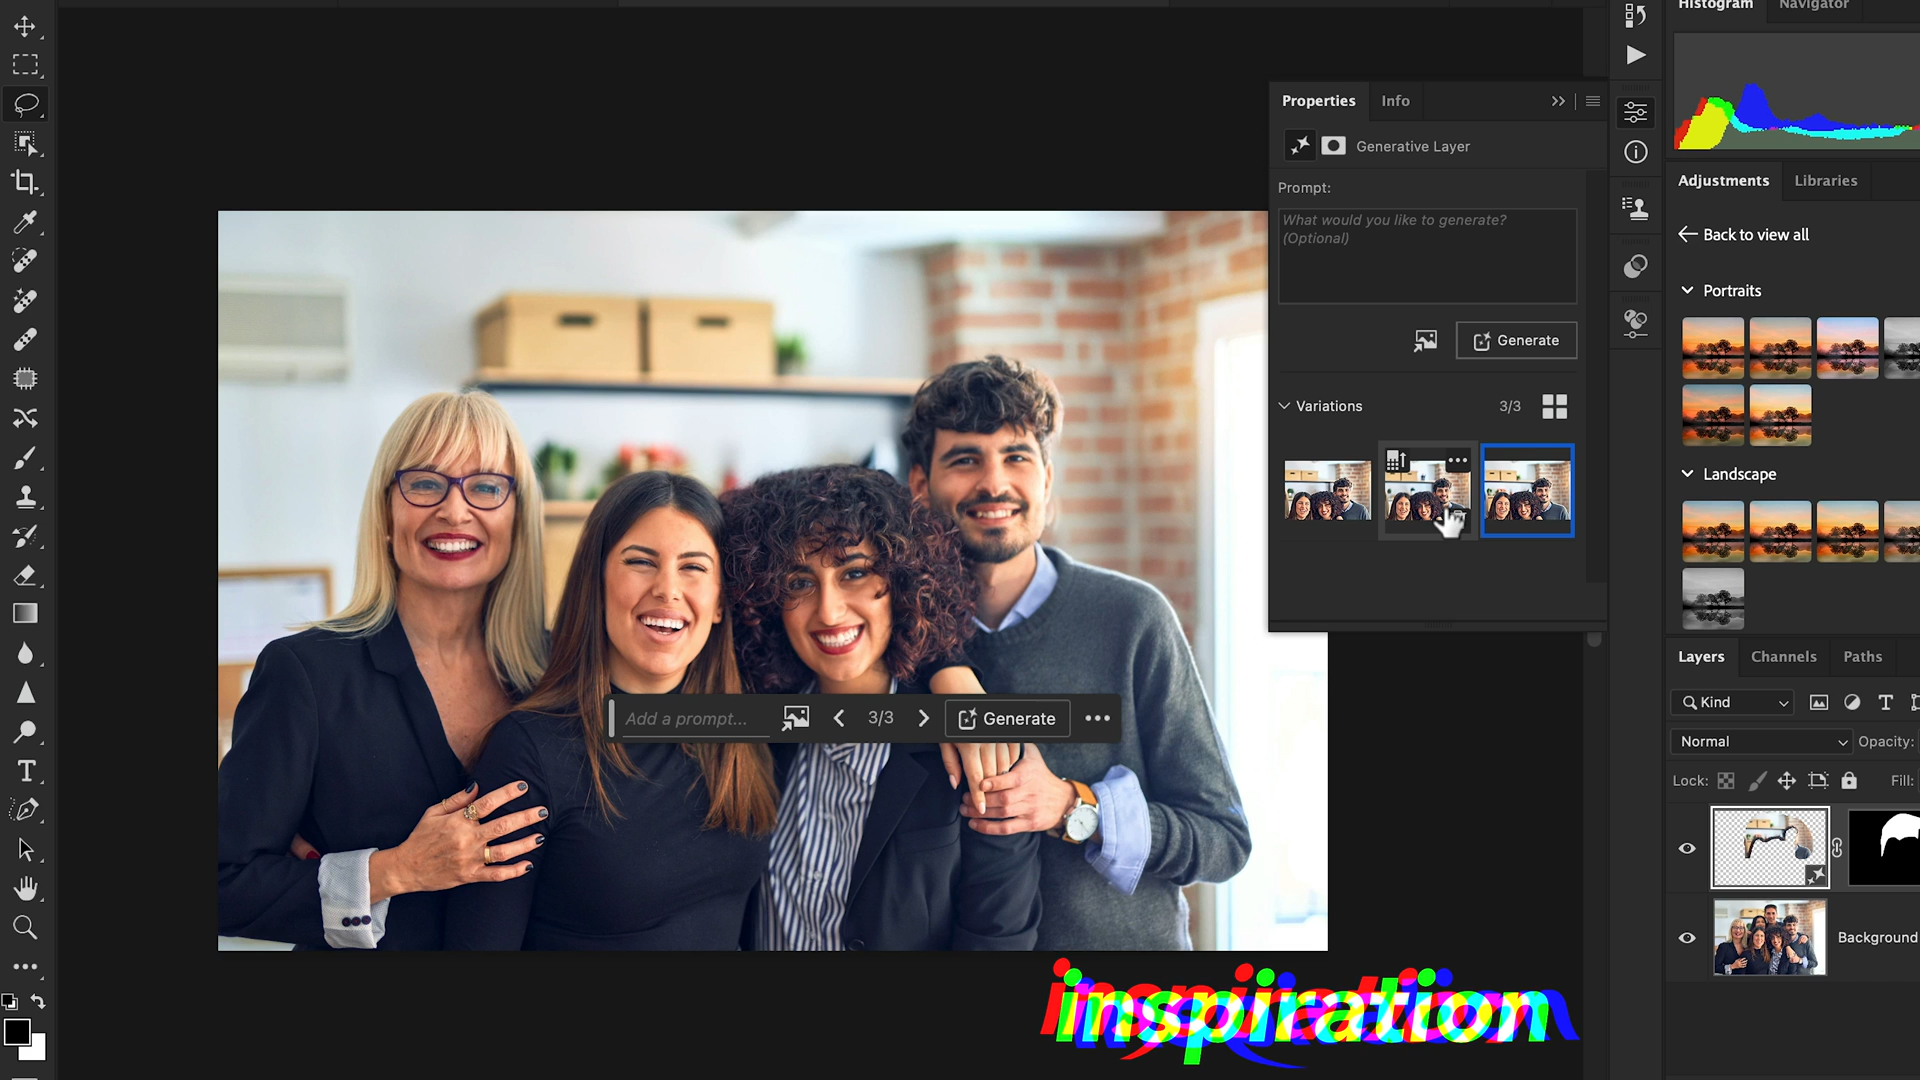 Histogram Navigator
Properties Info
Generative Layer
Prompt:
What would you like to generate?
(Optional)
Generate
Variations 3/3
Adjustments Libraries
Back to view all
Portraits
Landscape
Layers Channels Paths
Kind
Normal Opacity:
Lock: Fill:
Background
Add a prompt... 3/3 Generate
inspiration